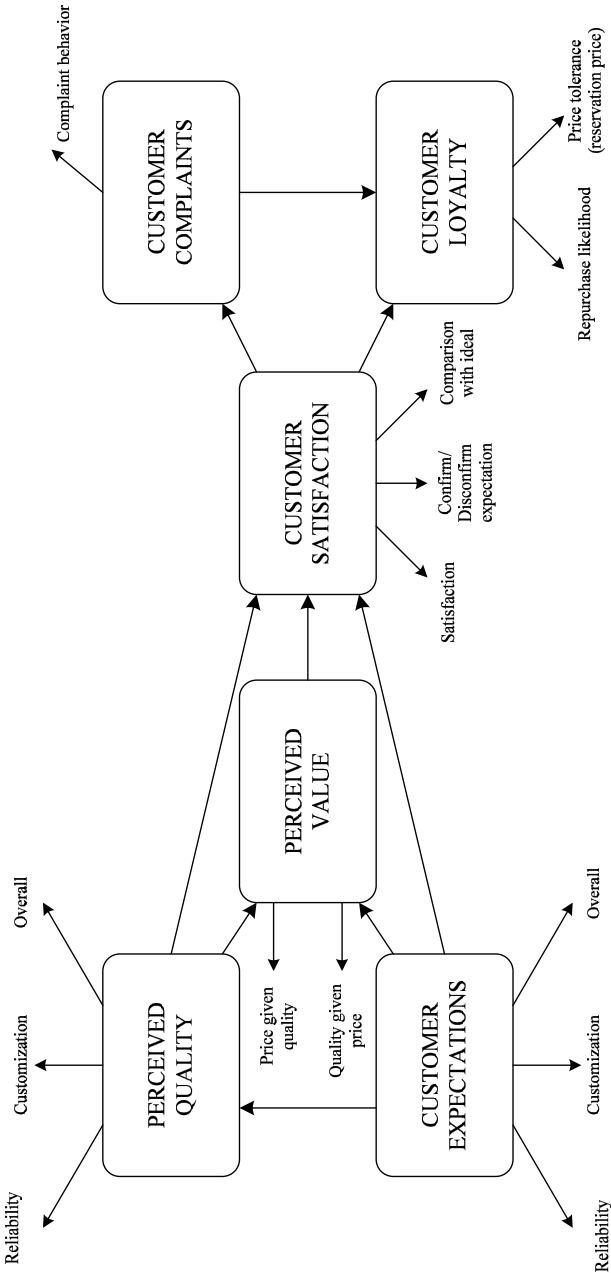 Reliability
Customization
Overall
PERCEIVED
QUALITY
Price given
quality
Quality given
price
PERCEIVED
VALUE
CUSTOMER
EXPECTATIONS
Reliability
Customization
Overall
CUSTOMER
SATISFACTION
Satisfaction
Confirm/
Disconfirm
expectation
Comparison
with ideal
Complaint behavior
CUSTOMER
COMPLAINTS
CUSTOMER
LOYALTY
Repurchase likelihood
Price tolerance
(reservation price)